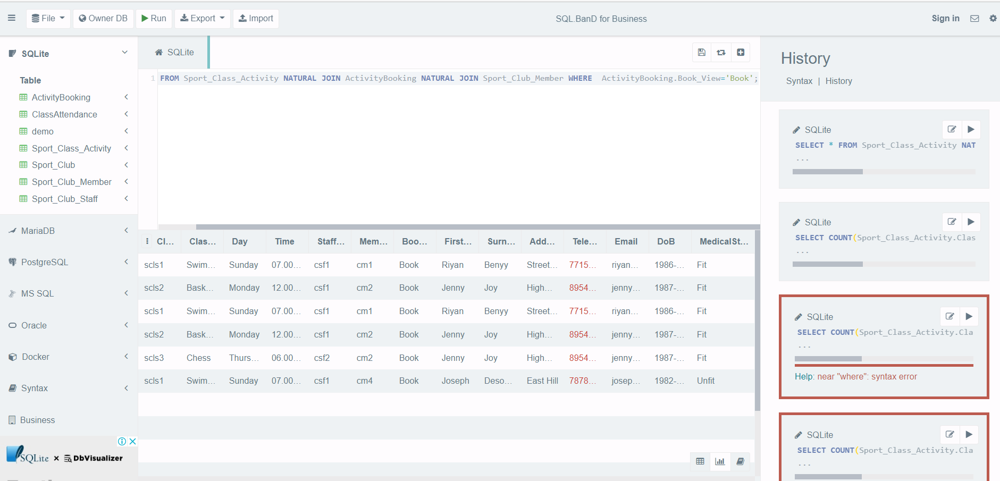 File
Owner DB
Run
Export
Import
SQL.BanD for Business
Sign in
SQLite
Table
ActivityBooking
ClassAttendance
demo
Sport_Class_Activity
Sport_Club
Sport_Club_Member
Sport_Club_Staff
MariaDB
PostgreSQL
MS SQL
Oracle
Docker
Syntax
Business
SQLite x DbVisualizer
SQLite
1 FROM Sport_Class_Activity NATURAL JOIN ActivityBooking NATURAL JOIN Sport_Club_Member WHERE  ActivityBooking.Book_View='Book';
Cl... Clas... Day Time Staff... Mem... Boo... First... Surn... Add... Tele... Email DoB MedicalSt...
scls1 Swim... Sunday 07.00... csf1 cm1 Book Riyan Benyy Street... 7715... riyan... 1986-... Fit
scls2 Bask... Monday 12.00... csf1 cm2 Book Jenny Joy High... 8954... jenny... 1987-... Fit
scls1 Swim... Sunday 07.00... csf1 cm1 Book Riyan Benyy Street... 7715... riyan... 1986-... Fit
scls2 Bask... Monday 12.00... csf1 cm2 Book Jenny Joy High... 8954... jenny... 1987-... Fit
scls3 Chess Thurs... 06.00... csf2 cm2 Book Jenny Joy High... 8954... jenny... 1987-... Fit
scls1 Swim... Sunday 07.00... csf1 cm4 Book Joseph Deso... East Hill 7878... josep... 1982-... Unfit
History
Syntax | History
SQLite
SELECT * FROM Sport_Class_Activity NAT
...
SQLite
SELECT COUNT(Sport_Class_Activity.Clas
...
SQLite
SELECT COUNT(Sport_Class_Activity.Cla
...
Help: near "where": syntax error
SQLite
SELECT COUNT(Sport_Class_Activity.Cla
...